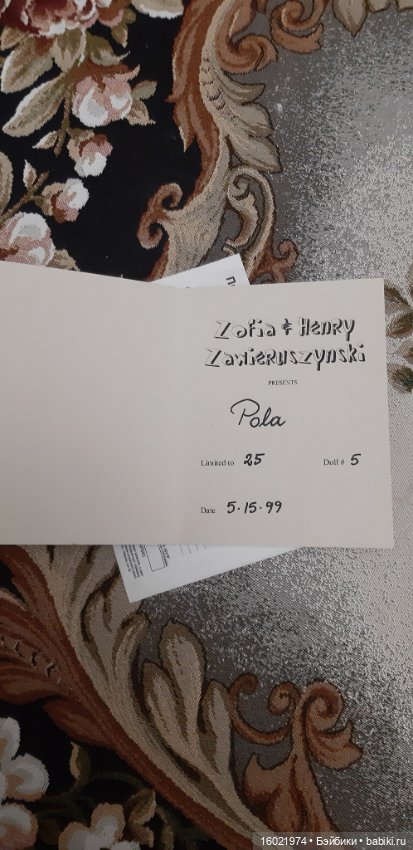 Zofia & Henry
Zawieruszynski
PRESENTS
Pola
Limited to 25 Doll # 5
Date 5·15·99
16021974 • Бэйбики • babiki.ru